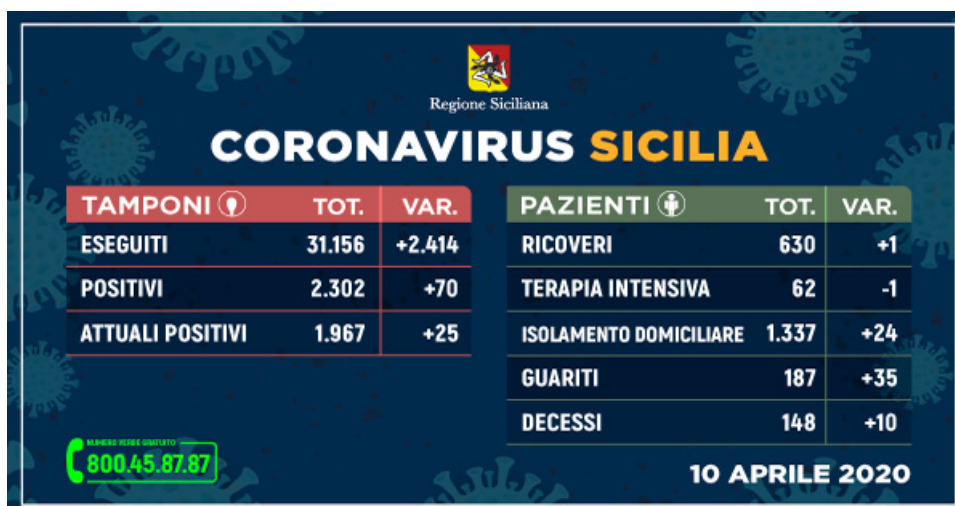 Regione Siciliana
CORONAVIRUS SICILIA
TAMPONI TOT. VAR.
ESEGUITI 31.156 +2.414
POSITIVI 2.302 +70
ATTUALI POSITIVI 1.967 +25
PAZIENTI TOT. VAR.
RICOVERI 630 +1
TERAPIA INTENSIVA 62 -1
ISOLAMENTO DOMICILIARE 1.337 +24
GUARITI 187 +35
DECESSI 148 +10
NUMERO VERDE GRATUITO
800.45.87.87
10 APRILE 2020